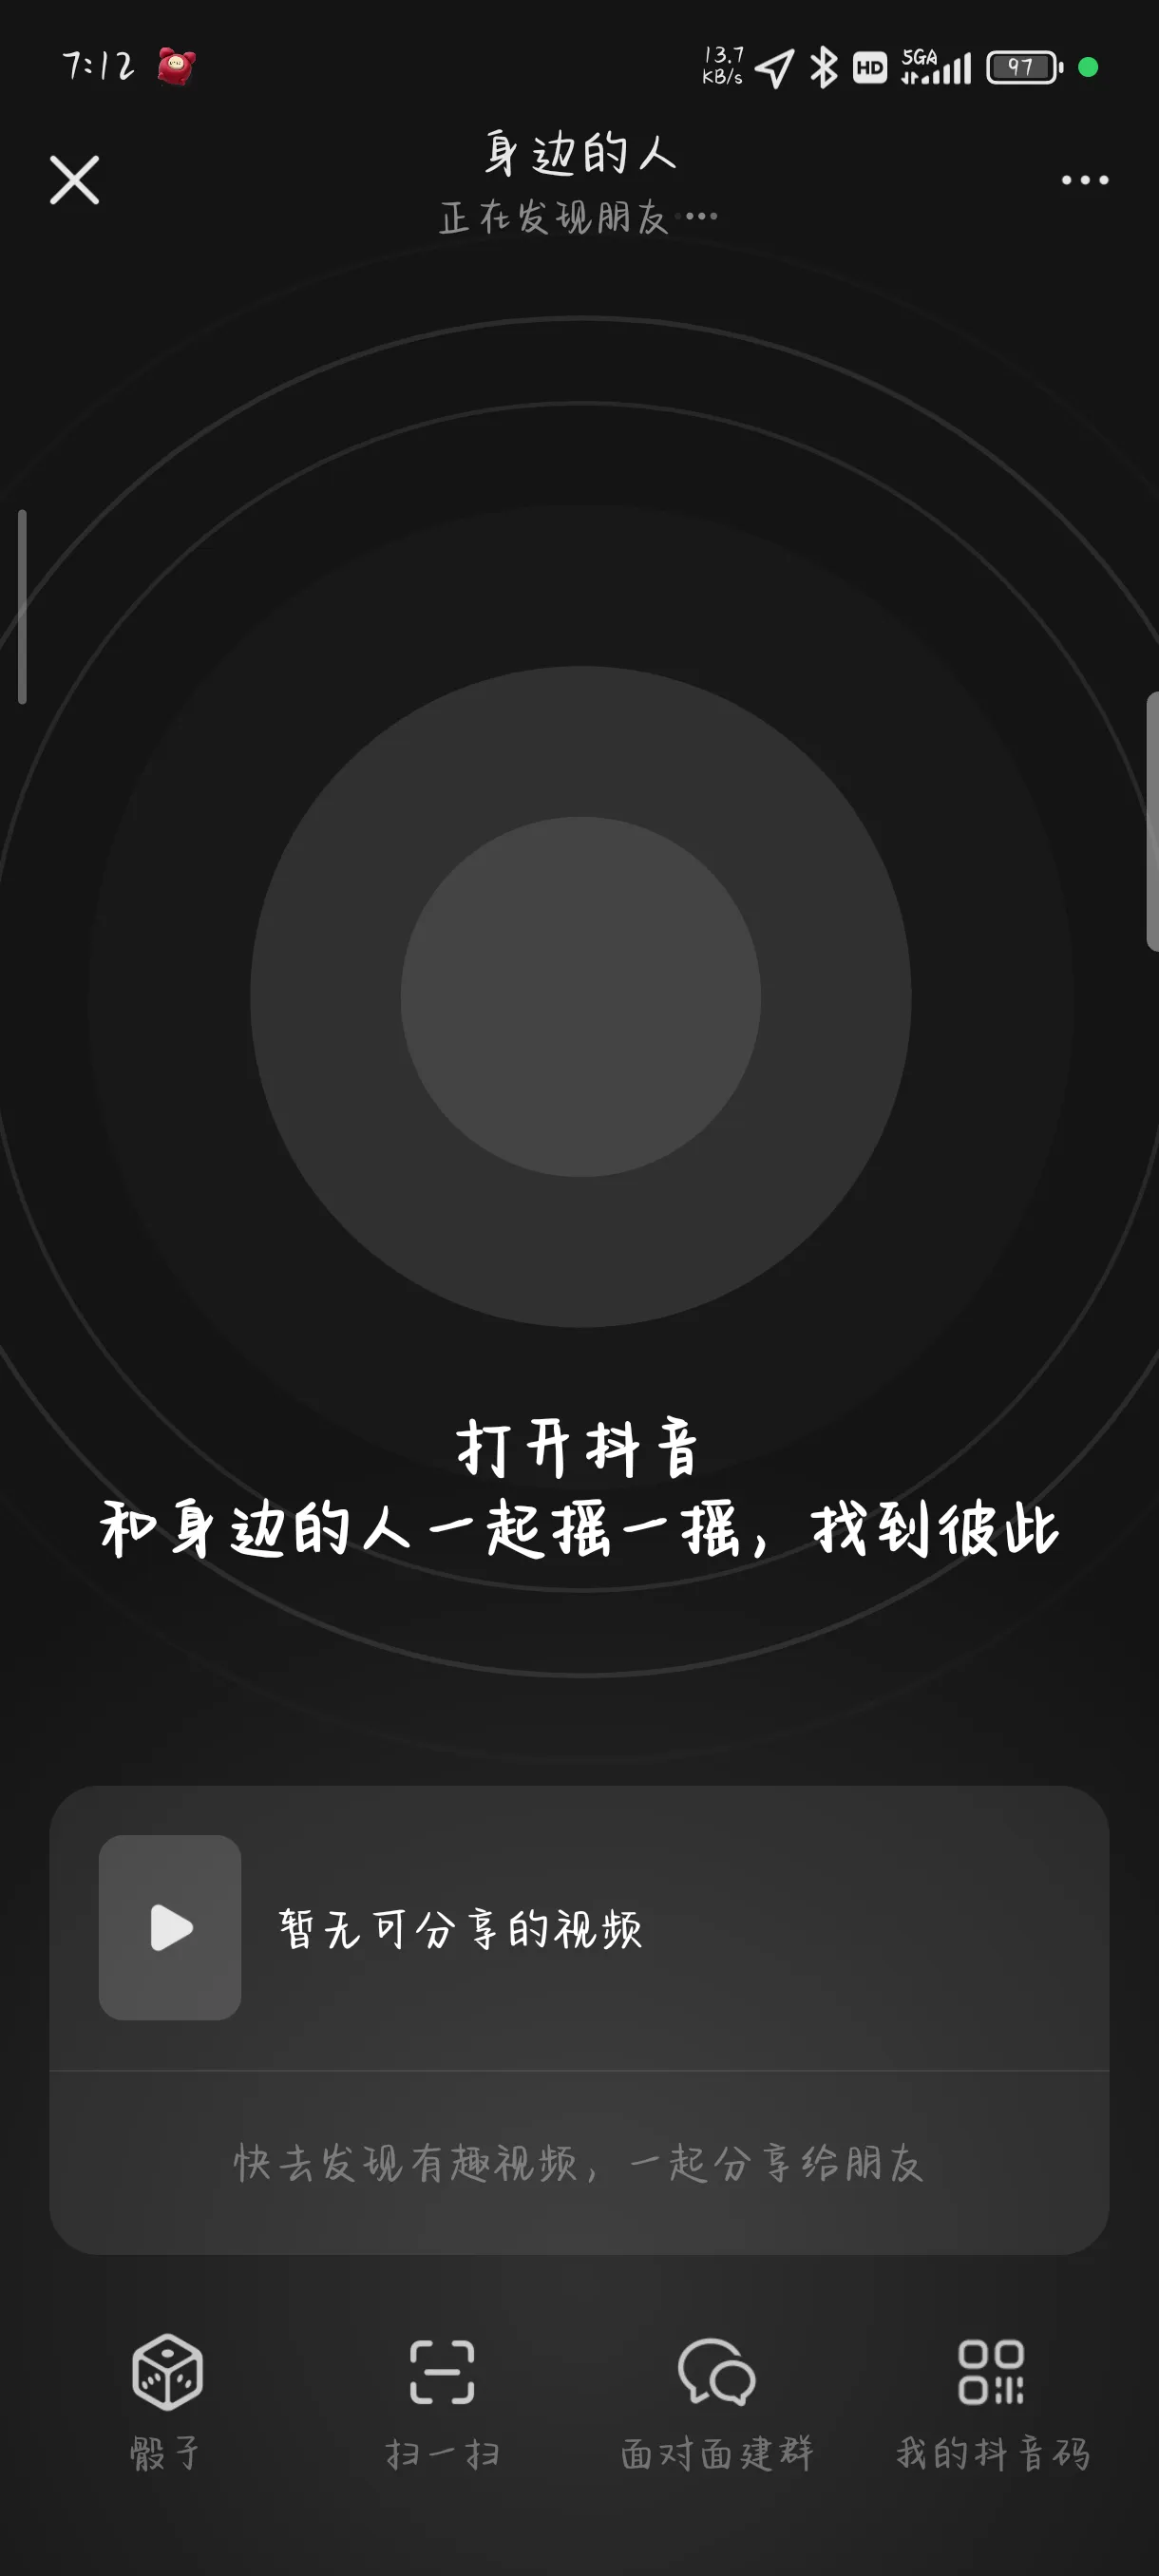 7:12
13.7 KB/s HD 5GA 97
身边的人
正在发现朋友····
打开抖音
和身边的人一起摇一摇，找到彼此
暂无可分享的视频
快去发现有趣视频，一起分享给朋友
骰子 扫一扫 面对面建群 我的抖音码